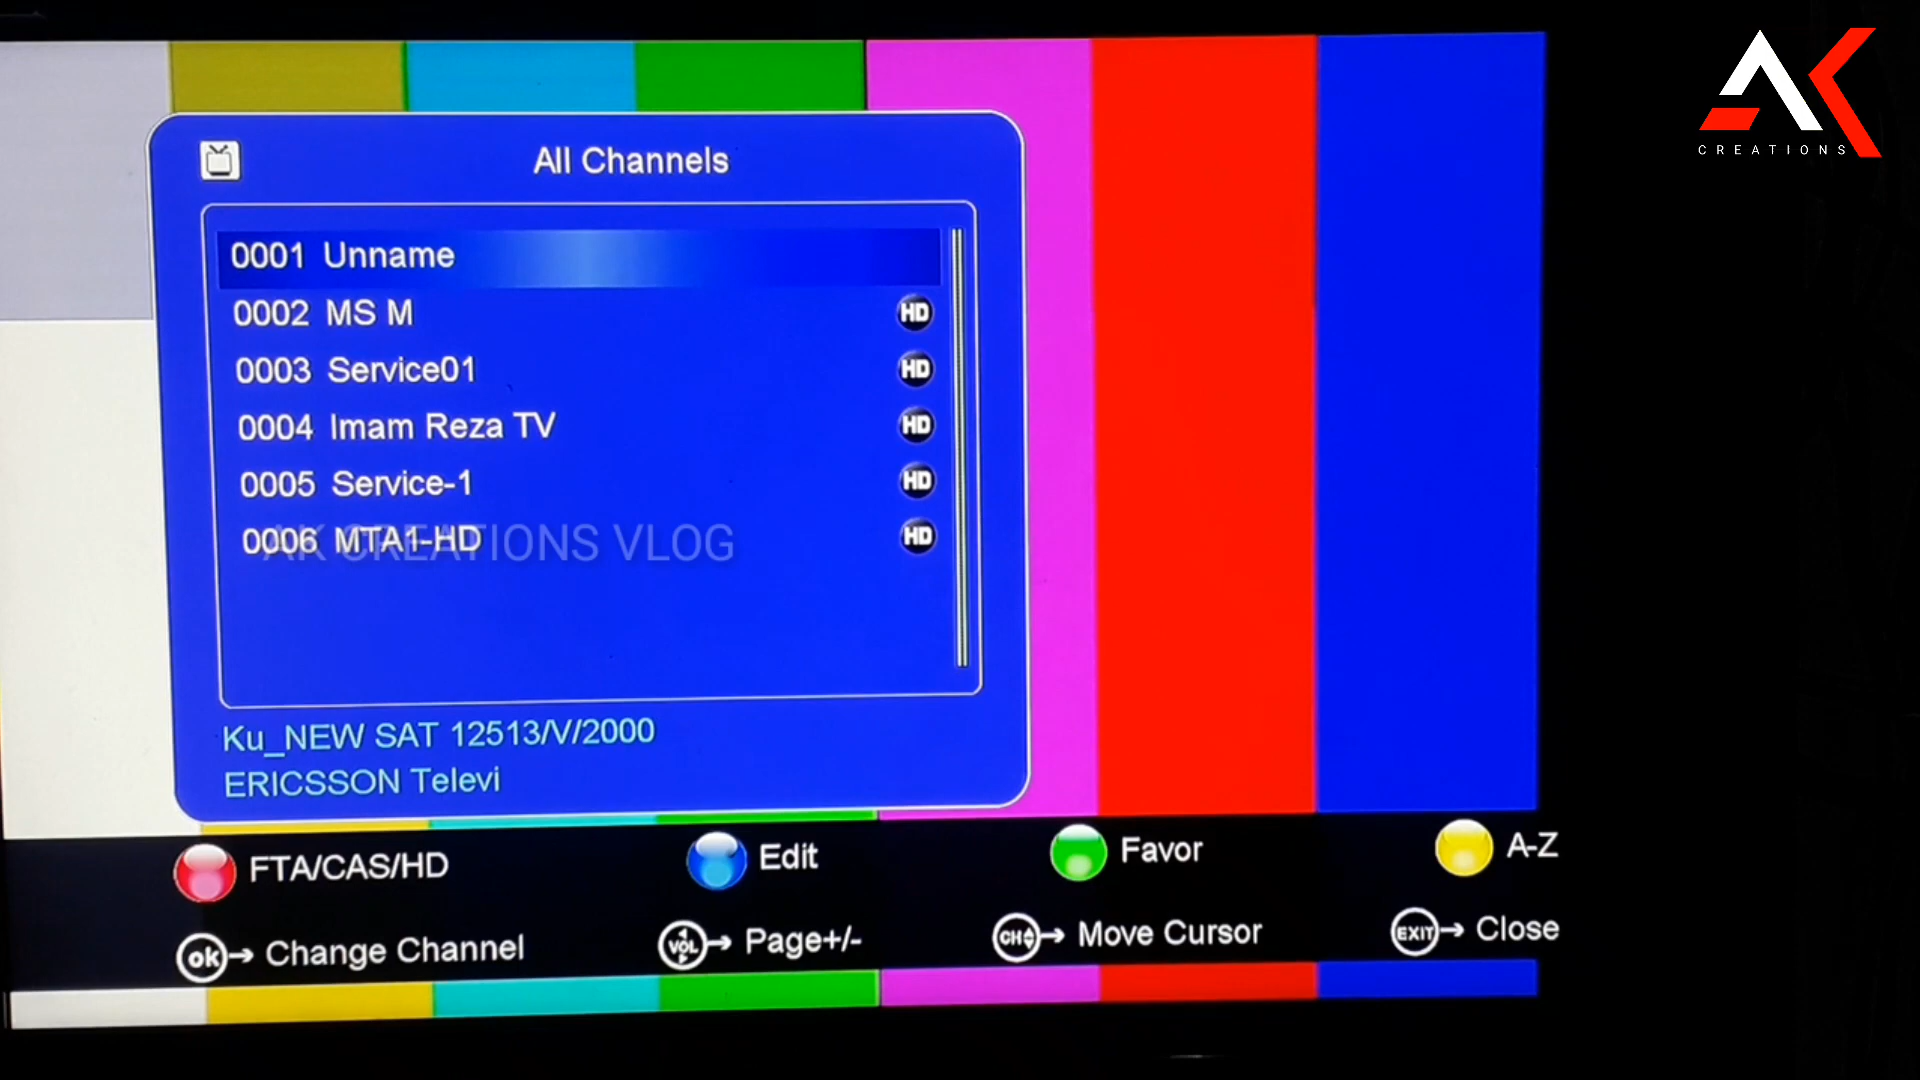 AK
CREATIONS
All Channels
0001 Unname
0002 MS M HD
0003 Service01 HD
0004 Imam Reza TV HD
0005 Service-1 HD
0006 MTA1-HD HD
AK CREATIONS VLOG
Ku_NEW SAT 12513/V/2000
ERICSSON Televi
FTA/CAS/HD Edit Favor A-Z
ok Change Channel VOL Page+/- CH Move Cursor EXIT Close